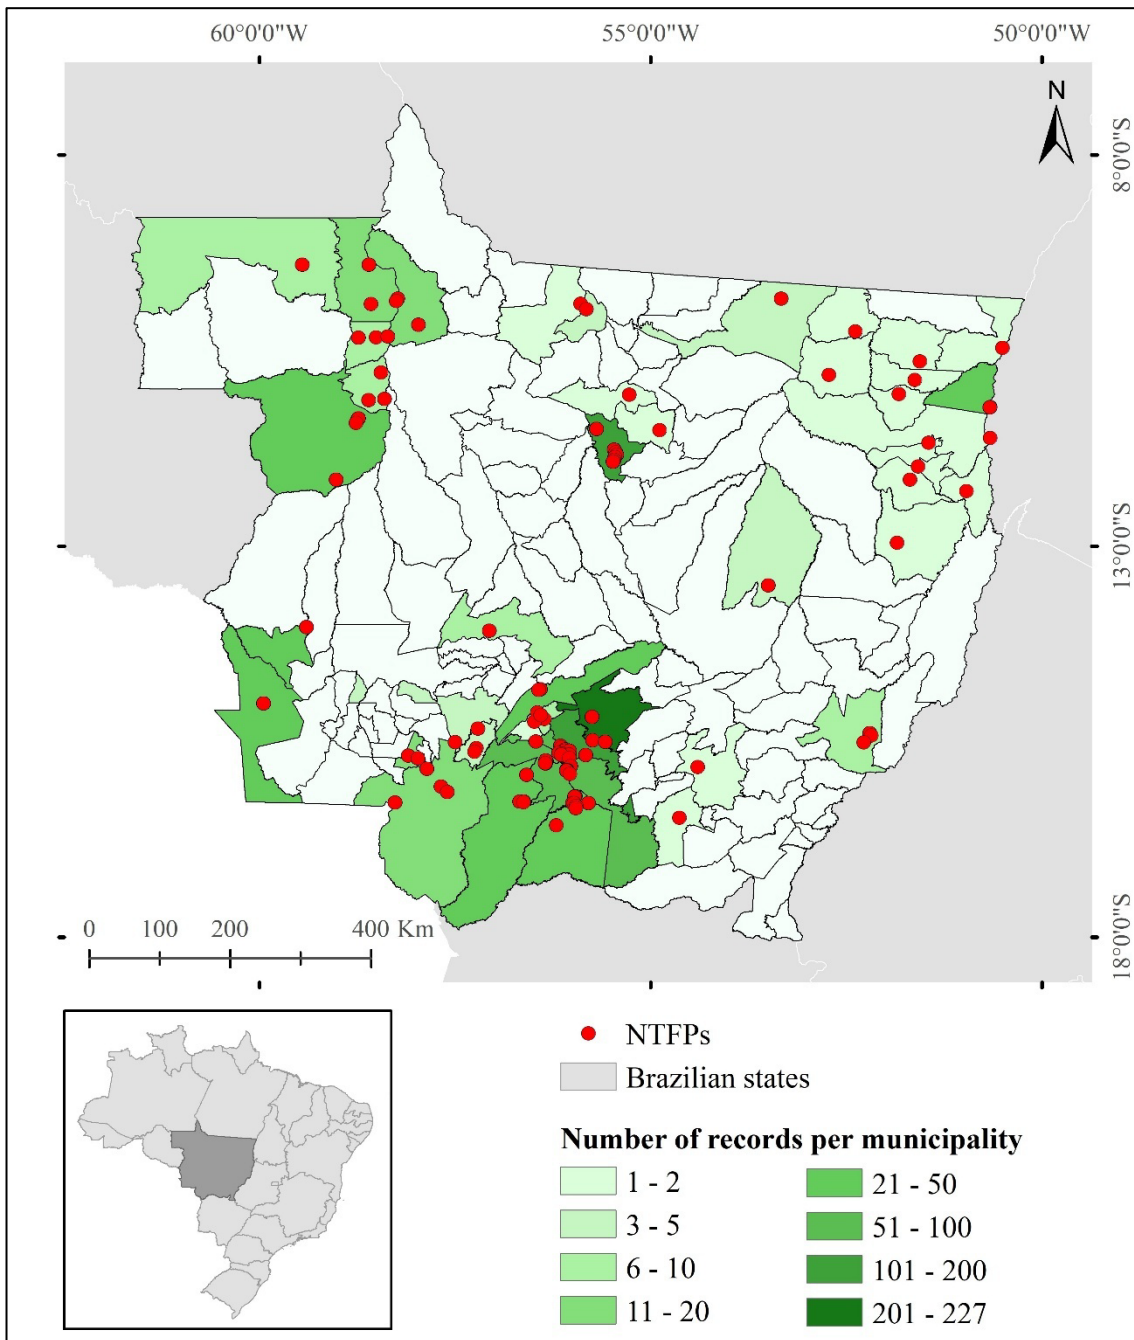 60°0'0"W 55°0'0"W 50°0'0"W
N
8°0'0"S
13°0'0"S
18°0'0"S
0 100 200 400 Km
NTFPs
Brazilian states
Number of records per municipality
1 - 2 21 - 50
3 - 5 51 - 100
6 - 10 101 - 200
11 - 20 201 - 227